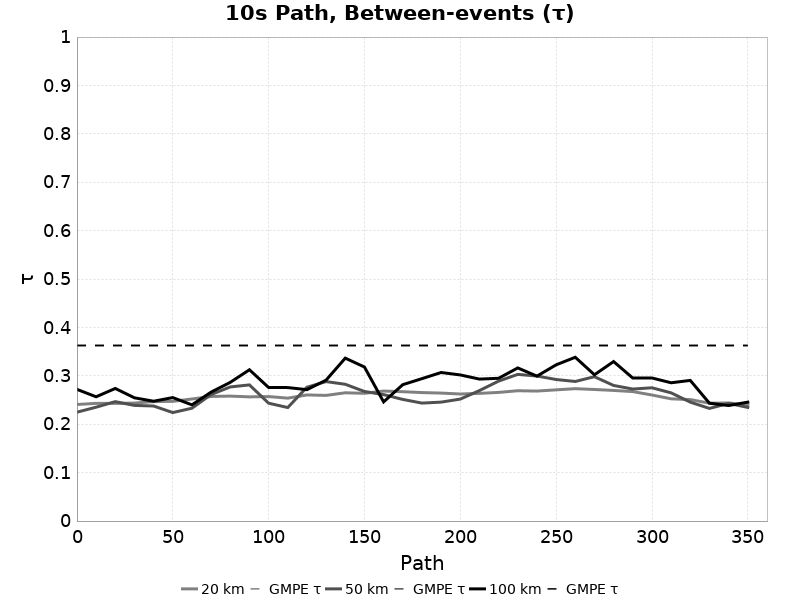 10s Path, Between-events (τ)
1
0.9
0.8
0.7
0.6
0.5
0.4
0.3
0.2
0.1
0
τ
0 50 100 150 200 250 300 350
Path
20 km GMPE τ 50 km GMPE τ 100 km GMPE τ